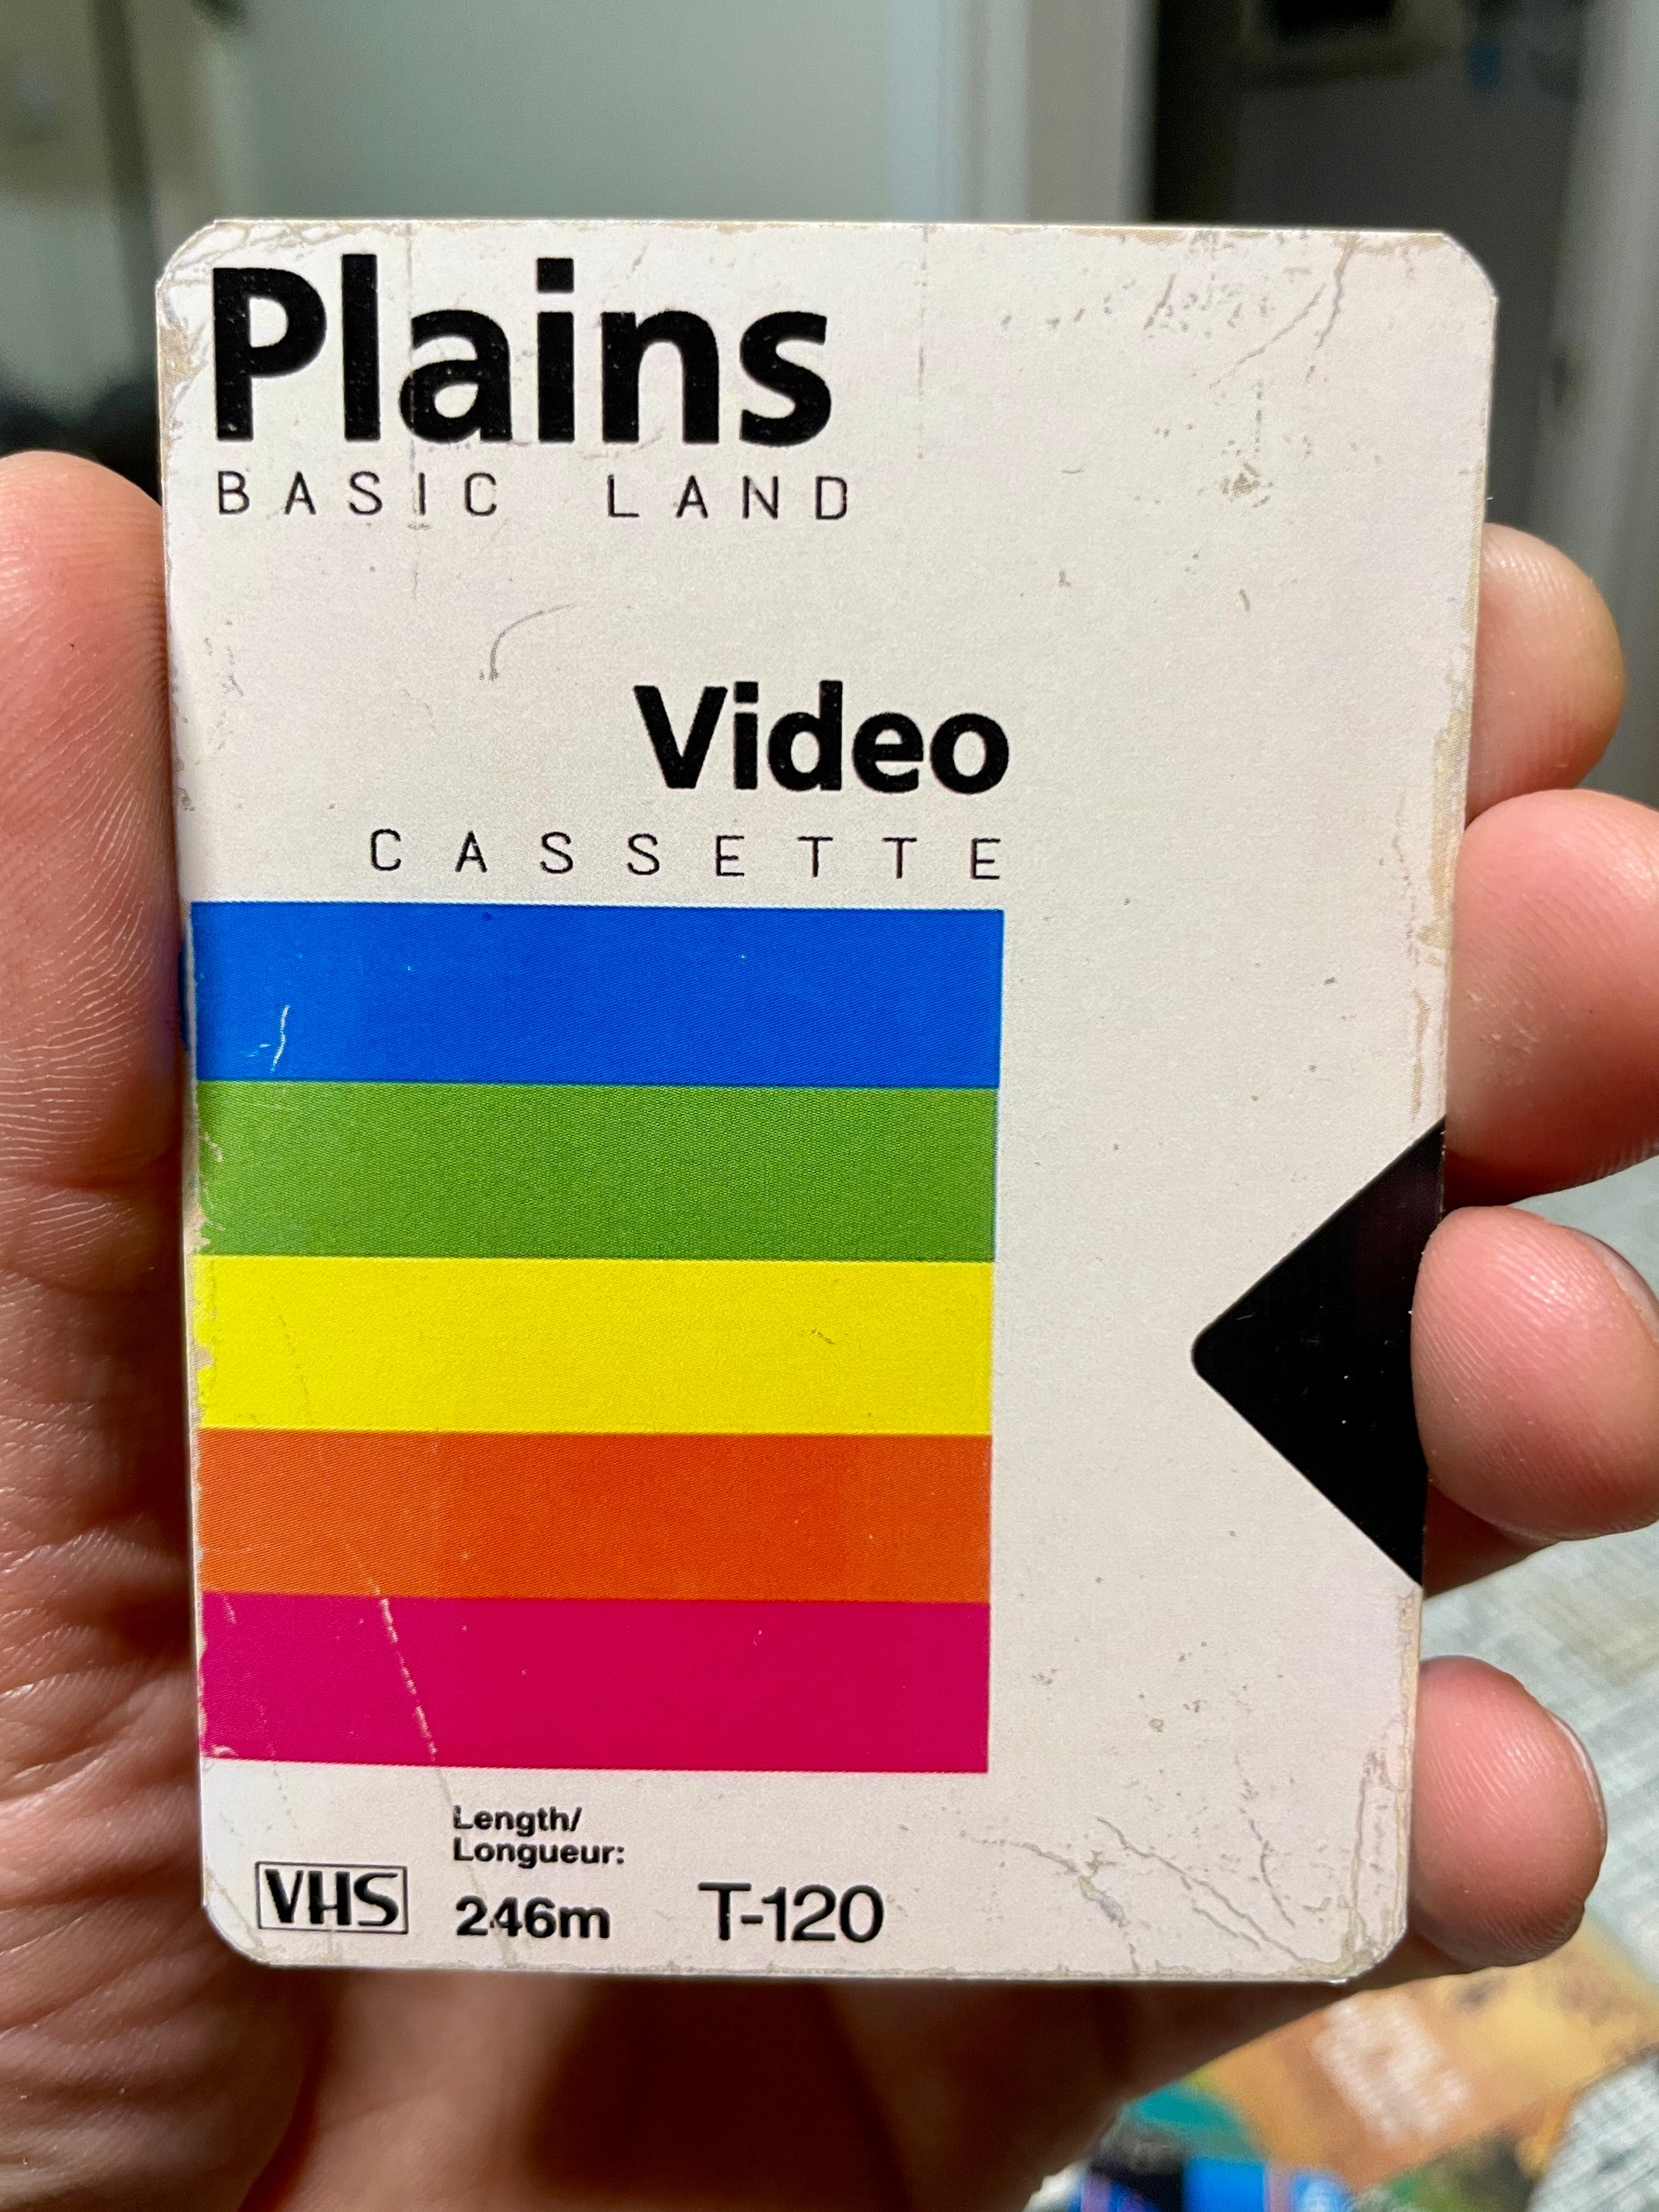 Plains
BASIC LAND
Video
CASSETTE
Length/
Longueur:
VHS 246m T-120